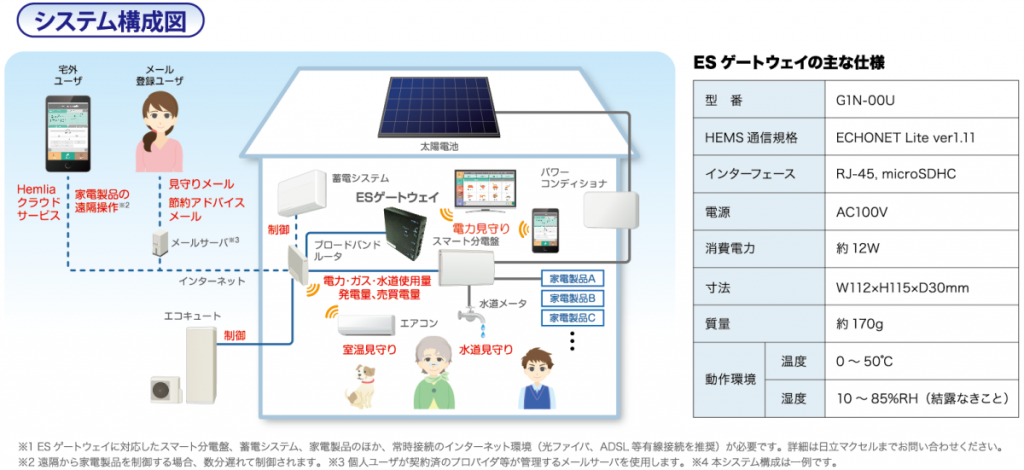 システム構成図
宅外
ユーザ
メール
登録ユーザ
Hemlia
クラウド
サービス
家電製品の
遠隔操作※2
見守りメール
節約アドバイス
メール
メールサーバ※3
インターネット
エコキュート
制御
太陽電池
蓄電システム
制御
ESゲートウェイ
ブロードバンド
ルータ
電力見守り
スマート分電盤
パワー
コンディショナ
電力・ガス・水道使用量
発電量、売買電量
水道メータ
家電製品A
家電製品B
家電製品C
エアコン
室温見守り
水道見守り
ES ゲートウェイの主な仕様
型 番 G1N-00U
HEMS 通信規格 ECHONET Lite ver1.11
インターフェース RJ-45, microSDHC
電源 AC100V
消費電力 約 12W
寸法 W112×H115×D30mm
質量 約 170g
動作環境 温度 0 ～ 50℃
湿度 10 ～ 85%RH（結露なきこと）
※1 ES ゲートウェイに対応したスマート分電盤、蓄電システム、家電製品のほか、常時接続のインターネット環境（光ファイバ、ADSL 等有線接続を推奨）が必要です。詳細は日立マクセルまでお問い合わせください。
※2 遠隔から家電製品を制御する場合、数分遅れて制御されます。※3 個人ユーザが契約済のプロバイダ等が管理するメールサーバを使用します。※4 本システム構成は一例です。